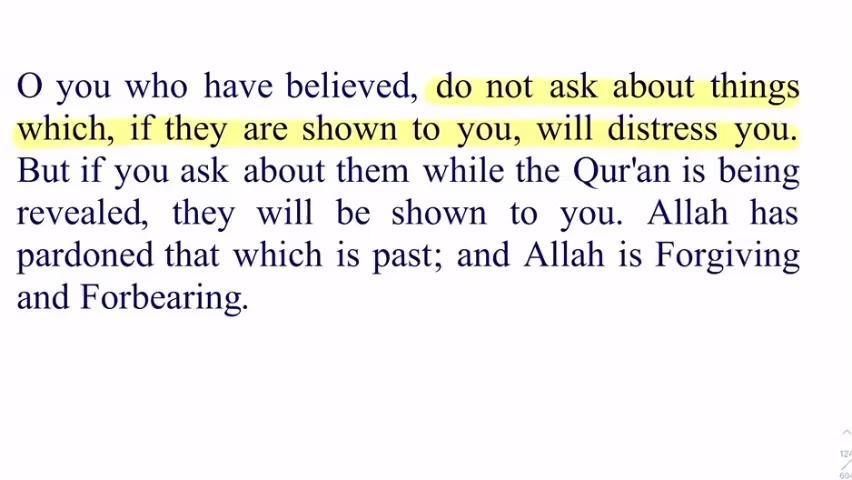 O you who have believed, do not ask about things
which, if they are shown to you, will distress you.
But if you ask about them while the Qur'an is being
revealed, they will be shown to you. Allah has
pardoned that which is past; and Allah is Forgiving
and Forbearing.
124
604